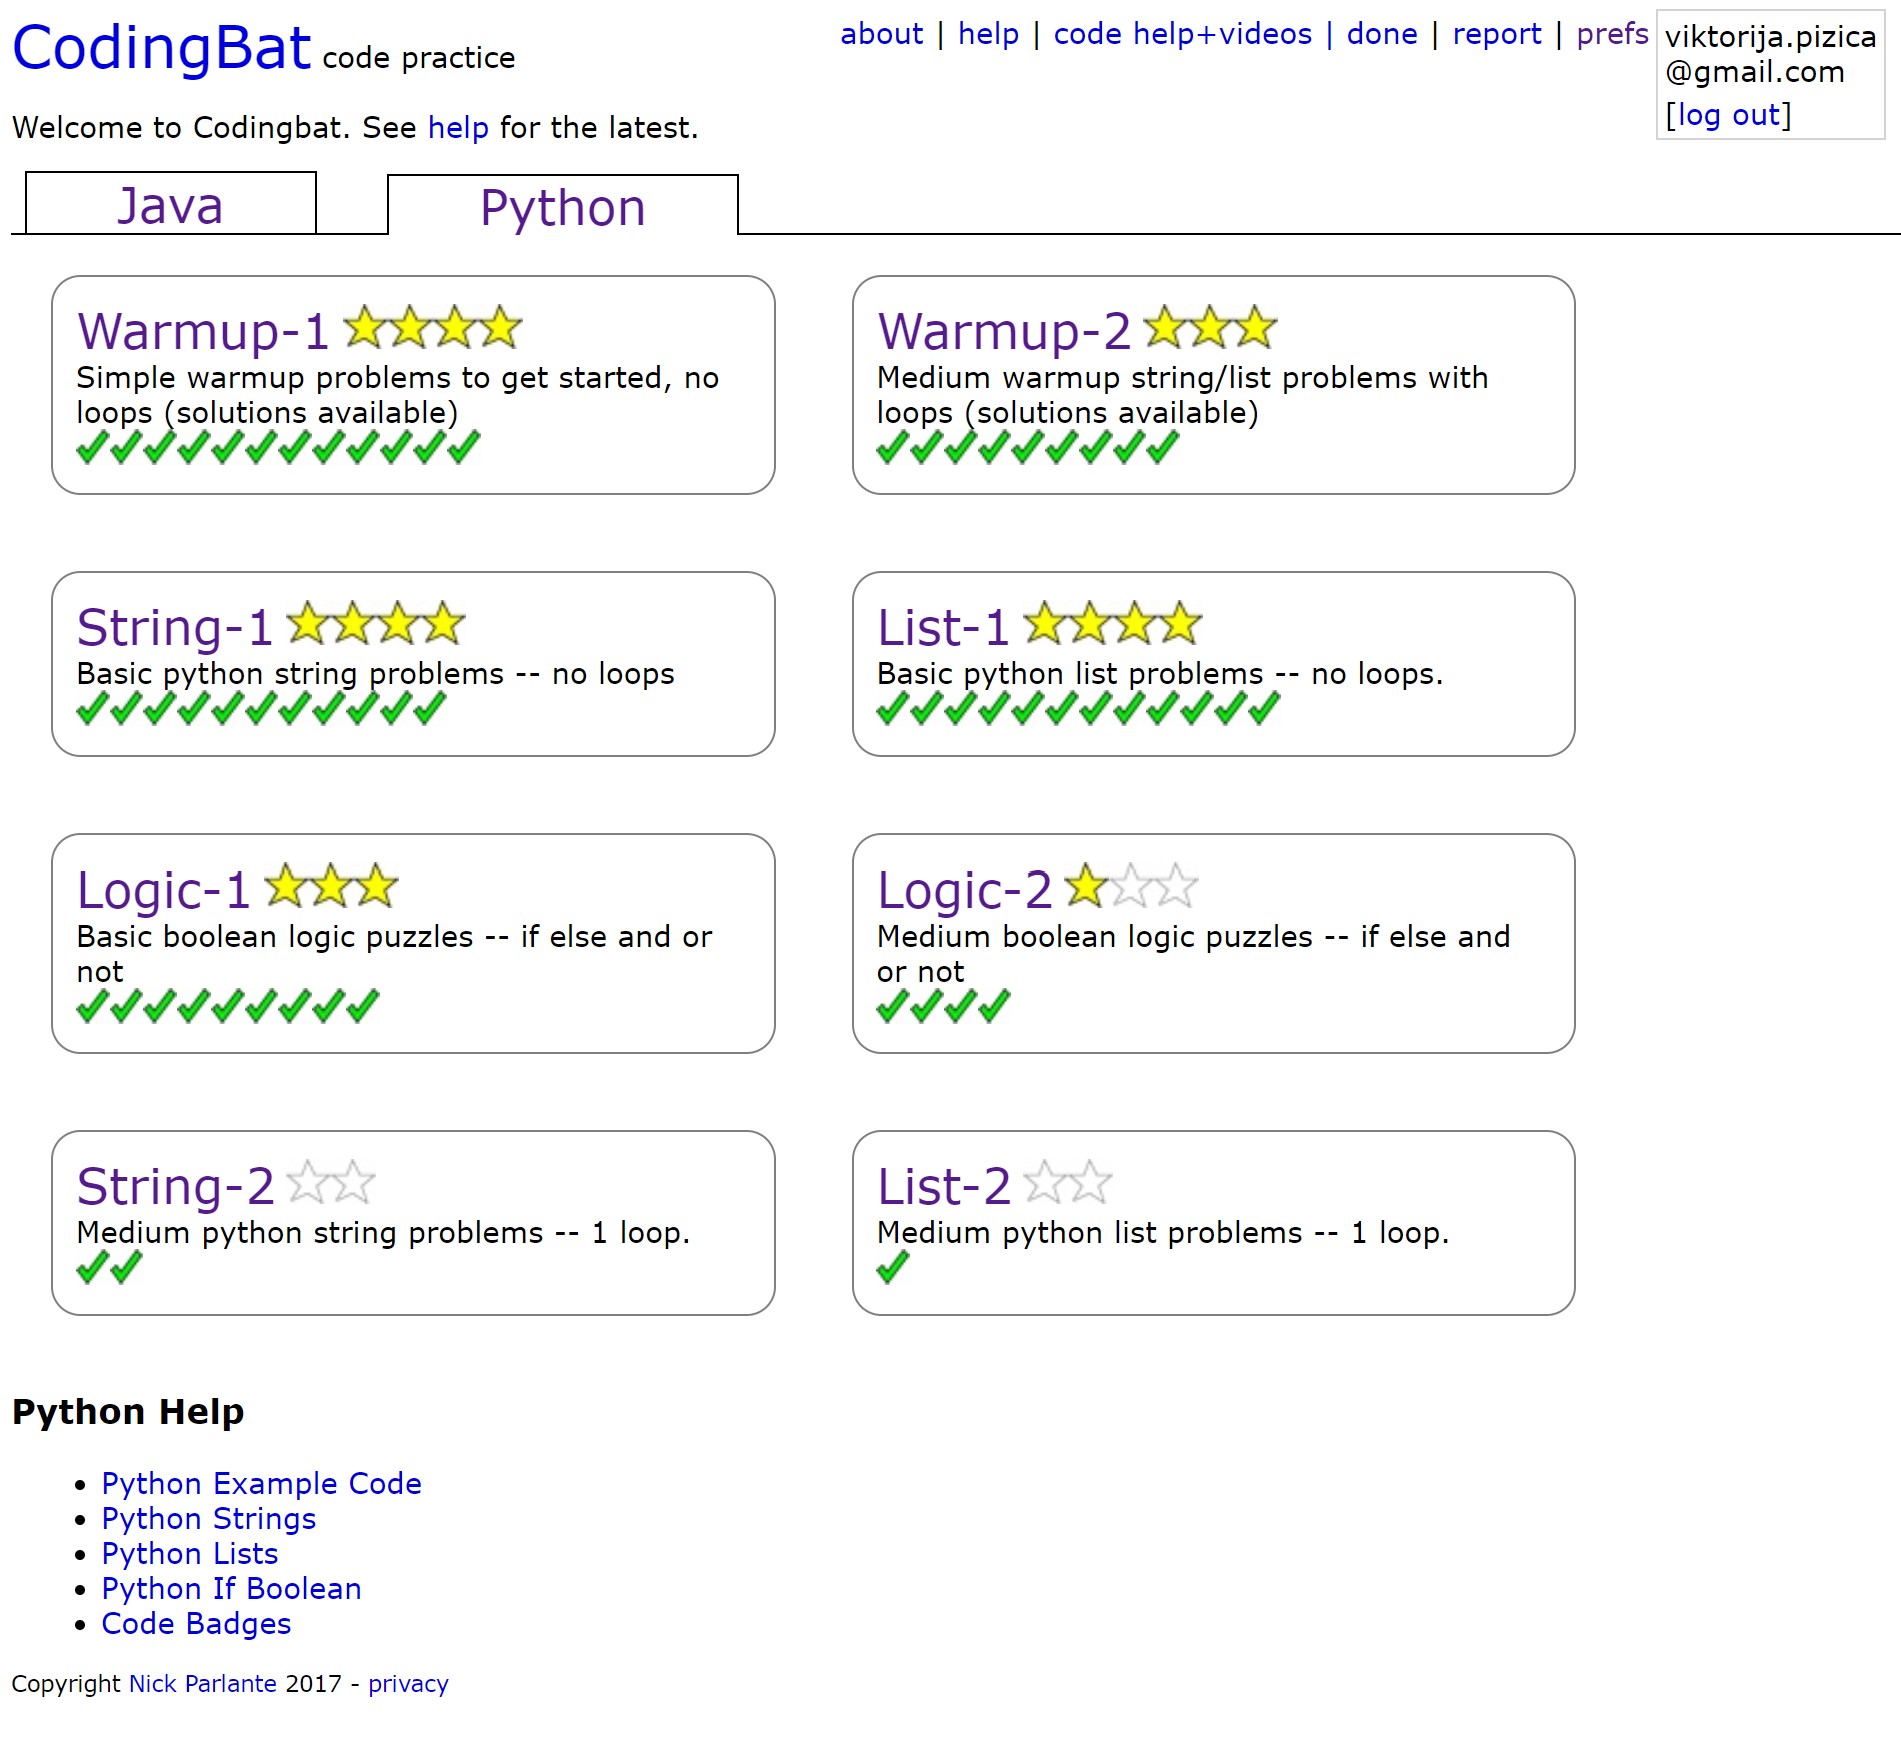 CodingBat code practice
about | help | code help+videos | done | report | prefs
viktorija.pizica
@gmail.com
[log out]
Welcome to Codingbat. See help for the latest.
Java
Python
Warmup-1
Simple warmup problems to get started, no
loops (solutions available)
Warmup-2
Medium warmup string/list problems with
loops (solutions available)
String-1
Basic python string problems -- no loops
List-1
Basic python list problems -- no loops.
Logic-1
Basic boolean logic puzzles -- if else and or
not
Logic-2
Medium boolean logic puzzles -- if else and
or not
String-2
Medium python string problems -- 1 loop.
List-2
Medium python list problems -- 1 loop.
Python Help
Python Example Code
Python Strings
Python Lists
Python If Boolean
Code Badges
Copyright Nick Parlante 2017 - privacy